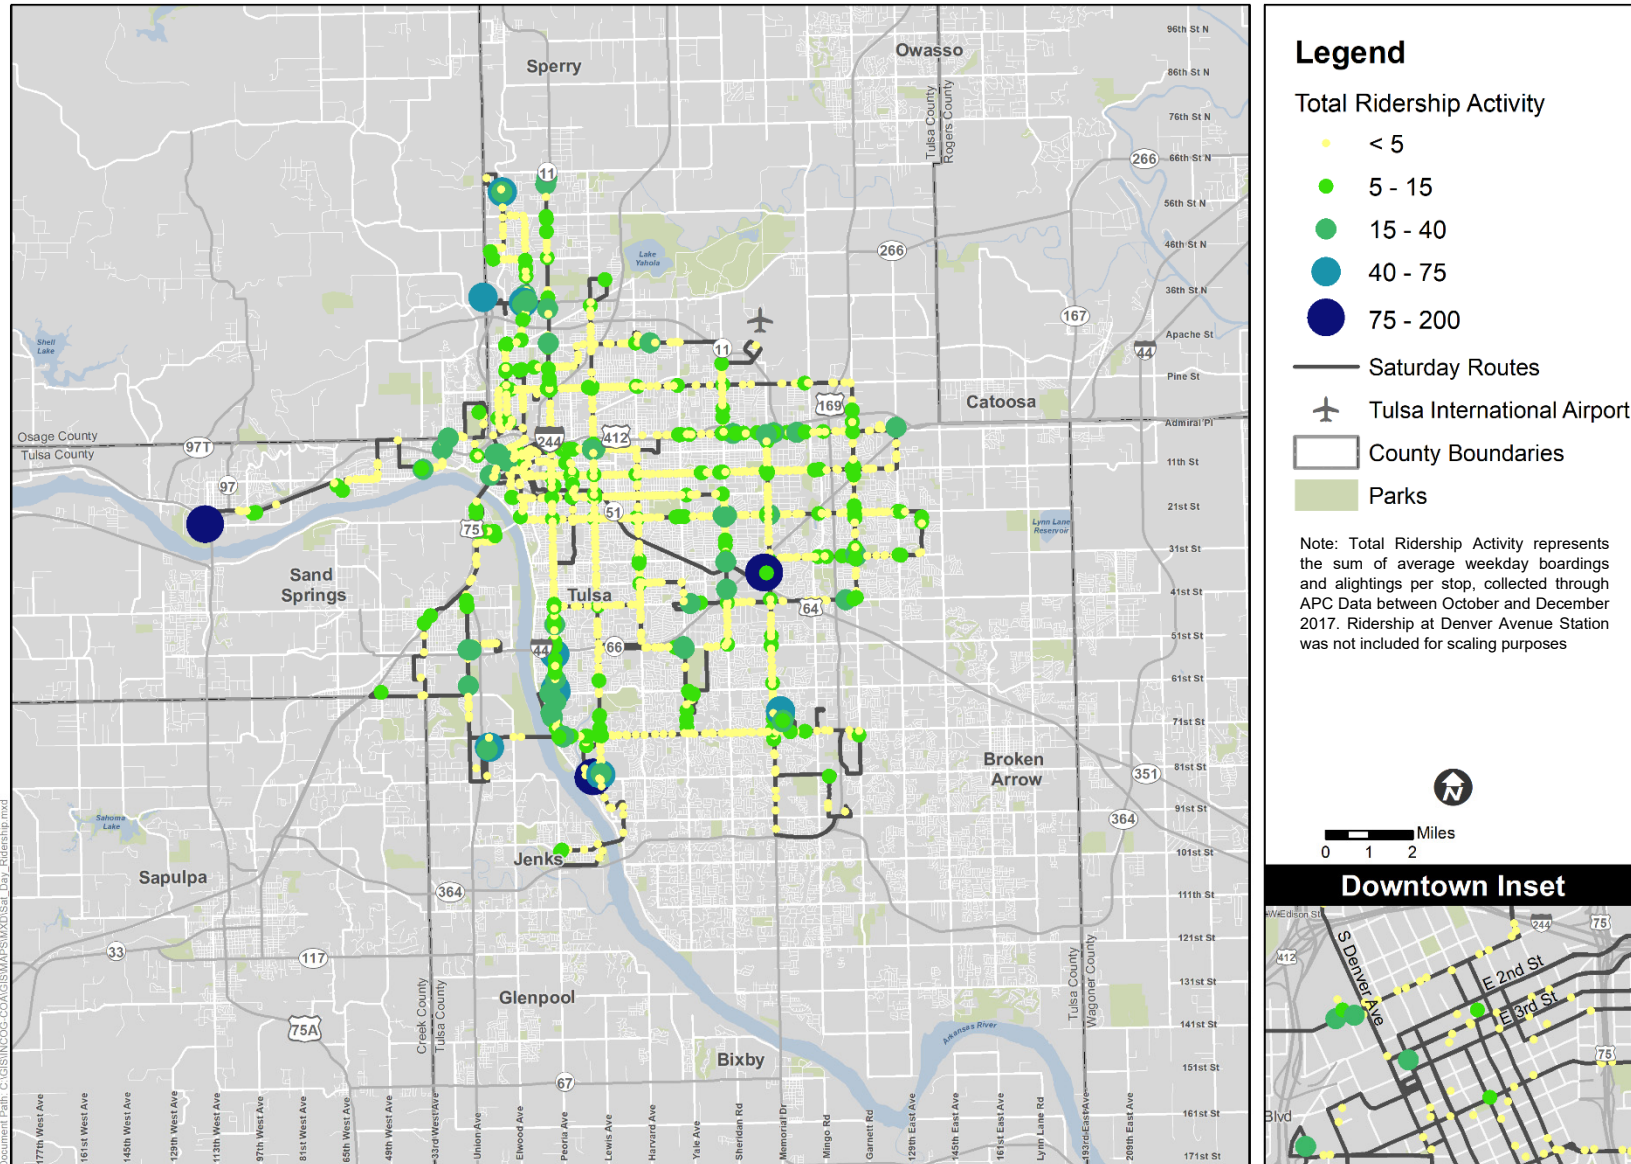 Sperry
Owasso
96th St N
86th St N
76th St N
66th St N
56th St N
46th St N
36th St N
Apache St
Pine St
Admiral Pl
11th St
21st St
31st St
41st St
51st St
61st St
71st St
81st St
91st St
101st St
111th St
121st St
131st St
141st St
151st St
161st St
171st St
Tulsa County
Rogers County
266
11
Lake
Yahola
266
167
44
Shell
Lake
11
169
Catoosa
Osage County
Tulsa County
97T
97
244
412
75
51
Lynn Lane
Reservoir
Sand
Springs
Tulsa
64
44
66
Broken
Arrow
351
364
Sahoma
Lake
Jenks
Sapulpa
364
33
117
Glenpool
75A
Creek County
Tulsa County
Tulsa County
Wagoner County
Arkansas River
Bixby
67
177th West Ave
161st West Ave
145th West Ave
129th West Ave
113th West Ave
97th West Ave
81st West Ave
65th West Ave
49th West Ave
33rd West Ave
Union Ave
Elwood Ave
Peoria Ave
Lewis Ave
Harvard Ave
Yale Ave
Sheridan Rd
Memorial Dr
Mingo Rd
Garnett Rd
129th East Ave
145th East Ave
161st East Ave
Lynn Lane Rd
193rd East Ave
209th East Ave
Document Path: C:\GIS\INCOG-COA\GIS\MAPS\MXD\Sat_Day_Ridership.mxd
Legend
Total Ridership Activity
< 5
5 - 15
15 - 40
40 - 75
75 - 200
Saturday Routes
Tulsa International Airport
County Boundaries
Parks
Note: Total Ridership Activity represents
the sum of average weekday boardings
and alightings per stop, collected through
APC Data between October and December
2017. Ridership at Denver Avenue Station
was not included for scaling purposes
N
Miles
0 1 2
Downtown Inset
W Edison St
244
75
412
S Denver Ave
E 2nd St
E 3rd St
75
Blvd